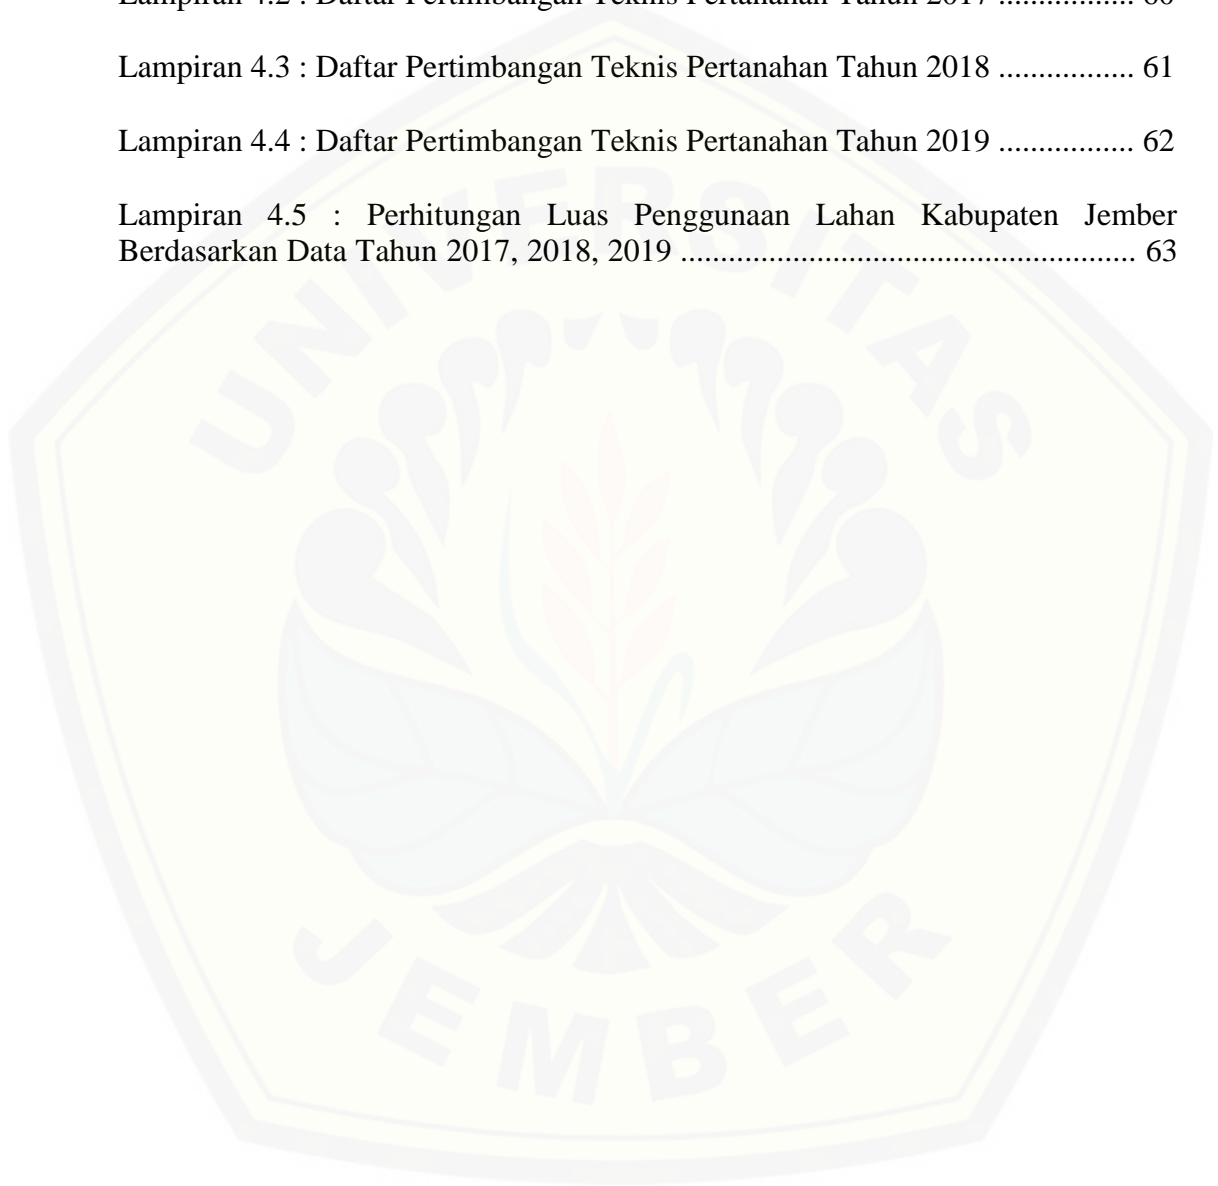 Lampiran 4.2 : Daftar Pertimbangan Teknis Pertanahan Tahun 2017 ................. 60
Lampiran 4.3 : Daftar Pertimbangan Teknis Pertanahan Tahun 2018 ................. 61
Lampiran 4.4 : Daftar Pertimbangan Teknis Pertanahan Tahun 2019 ................. 62
Lampiran 4.5 : Perhitungan Luas Penggunaan Lahan Kabupaten Jember
Berdasarkan Data Tahun 2017, 2018, 2019 ......................................................... 63
UNIVERSITAS
JEMBER